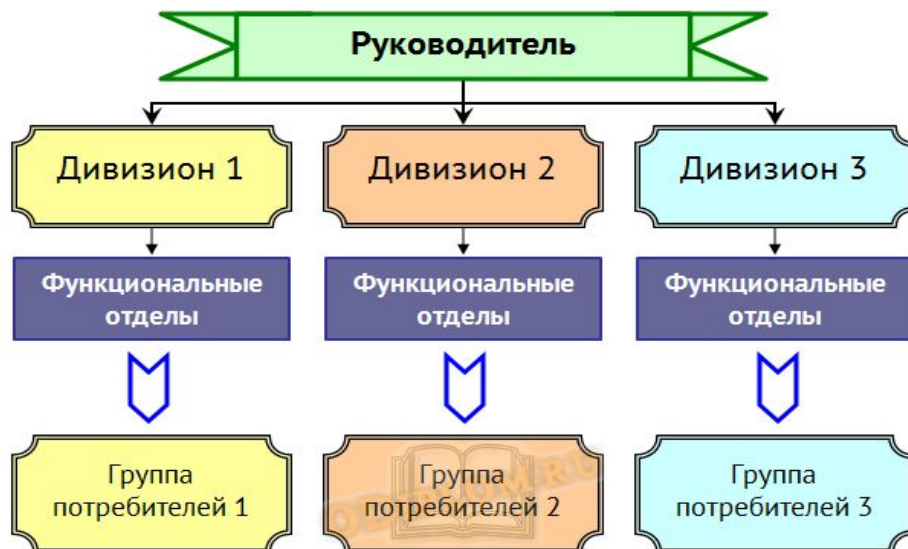 Руководитель
Дивизион 1
Дивизион 2
Дивизион 3
Функциональные
отделы
Функциональные
отделы
Функциональные
отделы
Группа
потребителей 1
Группа
потребителей 2
Группа
потребителей 3